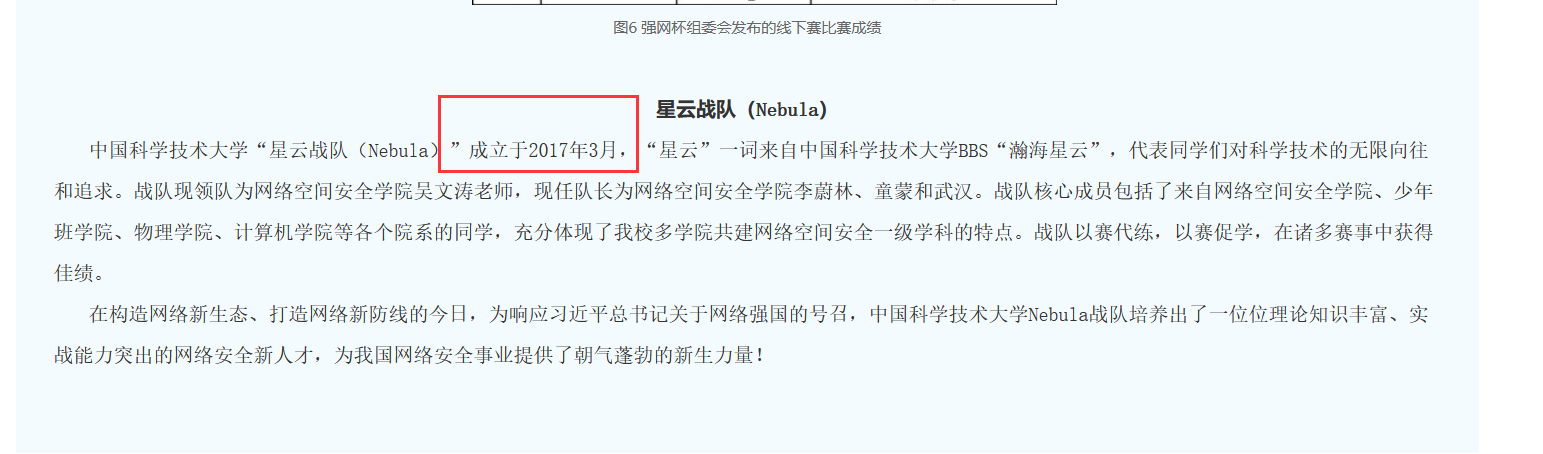 图6 强网杯组委会发布的线下赛比赛成绩
星云战队（Nebula）
中国科学技术大学“星云战队（Nebula）”成立于2017年3月，“星云”一词来自中国科学技术大学BBS“瀚海星云”，代表同学们对科学技术的无限向往
和追求。战队现领队为网络空间安全学院吴文涛老师，现任队长为网络空间安全学院李蔚林、童蒙和武汉。战队核心成员包括了来自网络空间安全学院、少年
班学院、物理学院、计算机学院等各个院系的同学，充分体现了我校多学院共建网络空间安全一级学科的特点。战队以赛代练，以赛促学，在诸多赛事中获得
佳绩。
在构造网络新生态、打造网络新防线的今日，为响应习近平总书记关于网络强国的号召，中国科学技术大学Nebula战队培养出了一位位理论知识丰富、实
战能力突出的网络安全新人才，为我国网络安全事业提供了朝气蓬勃的新生力量！